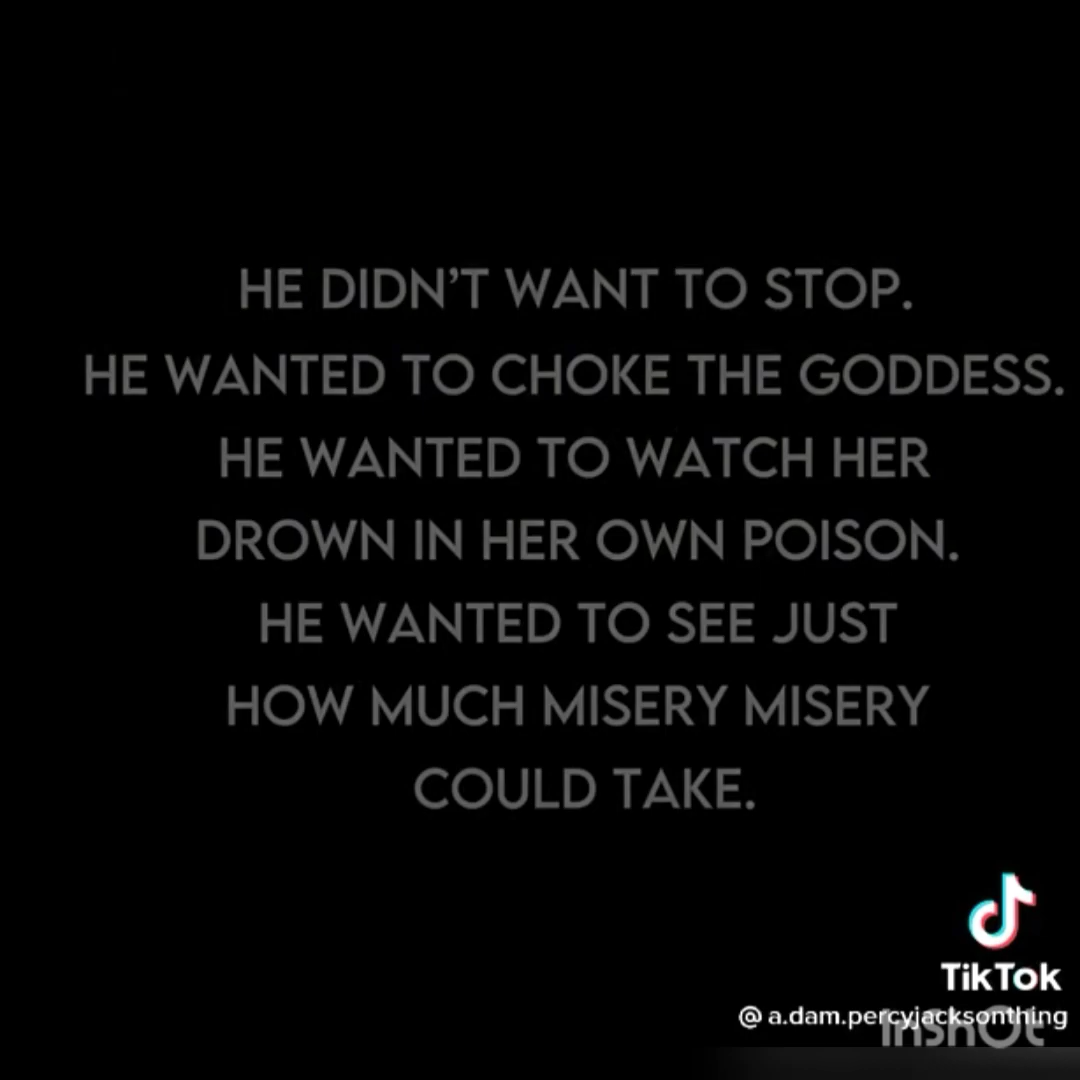 HE DIDN’T WANT TO STOP.
HE WANTED TO CHOKE THE GODDESS.
HE WANTED TO WATCH HER
DROWN IN HER OWN POISON.
HE WANTED TO SEE JUST
HOW MUCH MISERY MISERY
COULD TAKE.
TikTok
@ a.dam.percyjacksonthing
InShOt